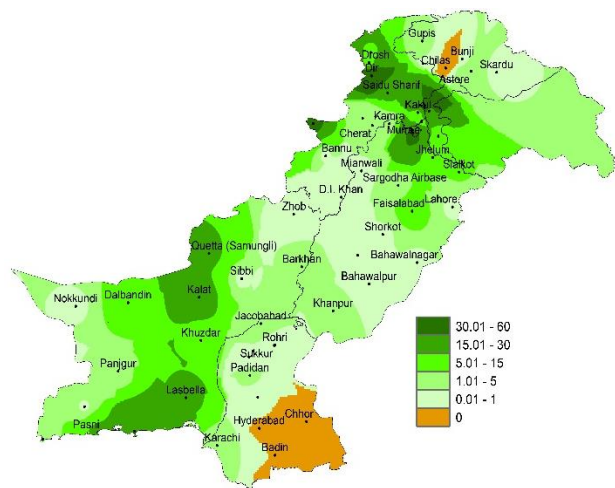 Gupis
Drosh
Bunji
Dir
Chilas
Skardu
Astore
Saidu Sharif
Kakul
Kamra
Cherat
Murree
Bannu
Jhelum
Mianwali
Sialkot
Sargodha Airbase
D.I. Khan
Lahore
Faisalabad
Zhob
Shorkot
Quetta (Samungli)
Barkhan
Bahawalnagar
Sibbi
Bahawalpur
Nokkundi
Dalbandin
Kalat
Khanpur
Jacobabad
30.01 - 60
15.01 - 30
Khuzdar
Rohri
5.01 - 15
Sukkur
1.01 - 5
Panjgur
Padidan
0.01 - 1
0
Lasbella
Pasni
Hyderabad
Chhor
Karachi
Badin